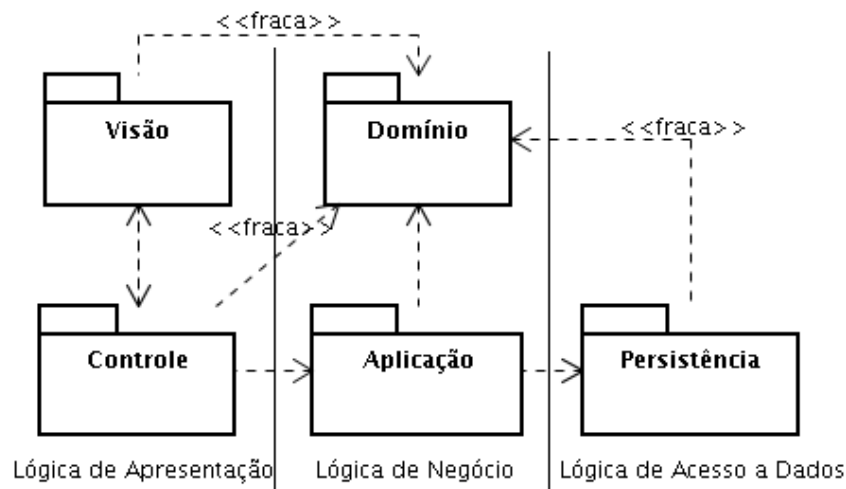 <<fraca>>
Visão
Domínio
<<fraca>>
<<fraca>>
Controle
Aplicação
Persistência
Lógica de Apresentação
Lógica de Negócio
Lógica de Acesso a Dados